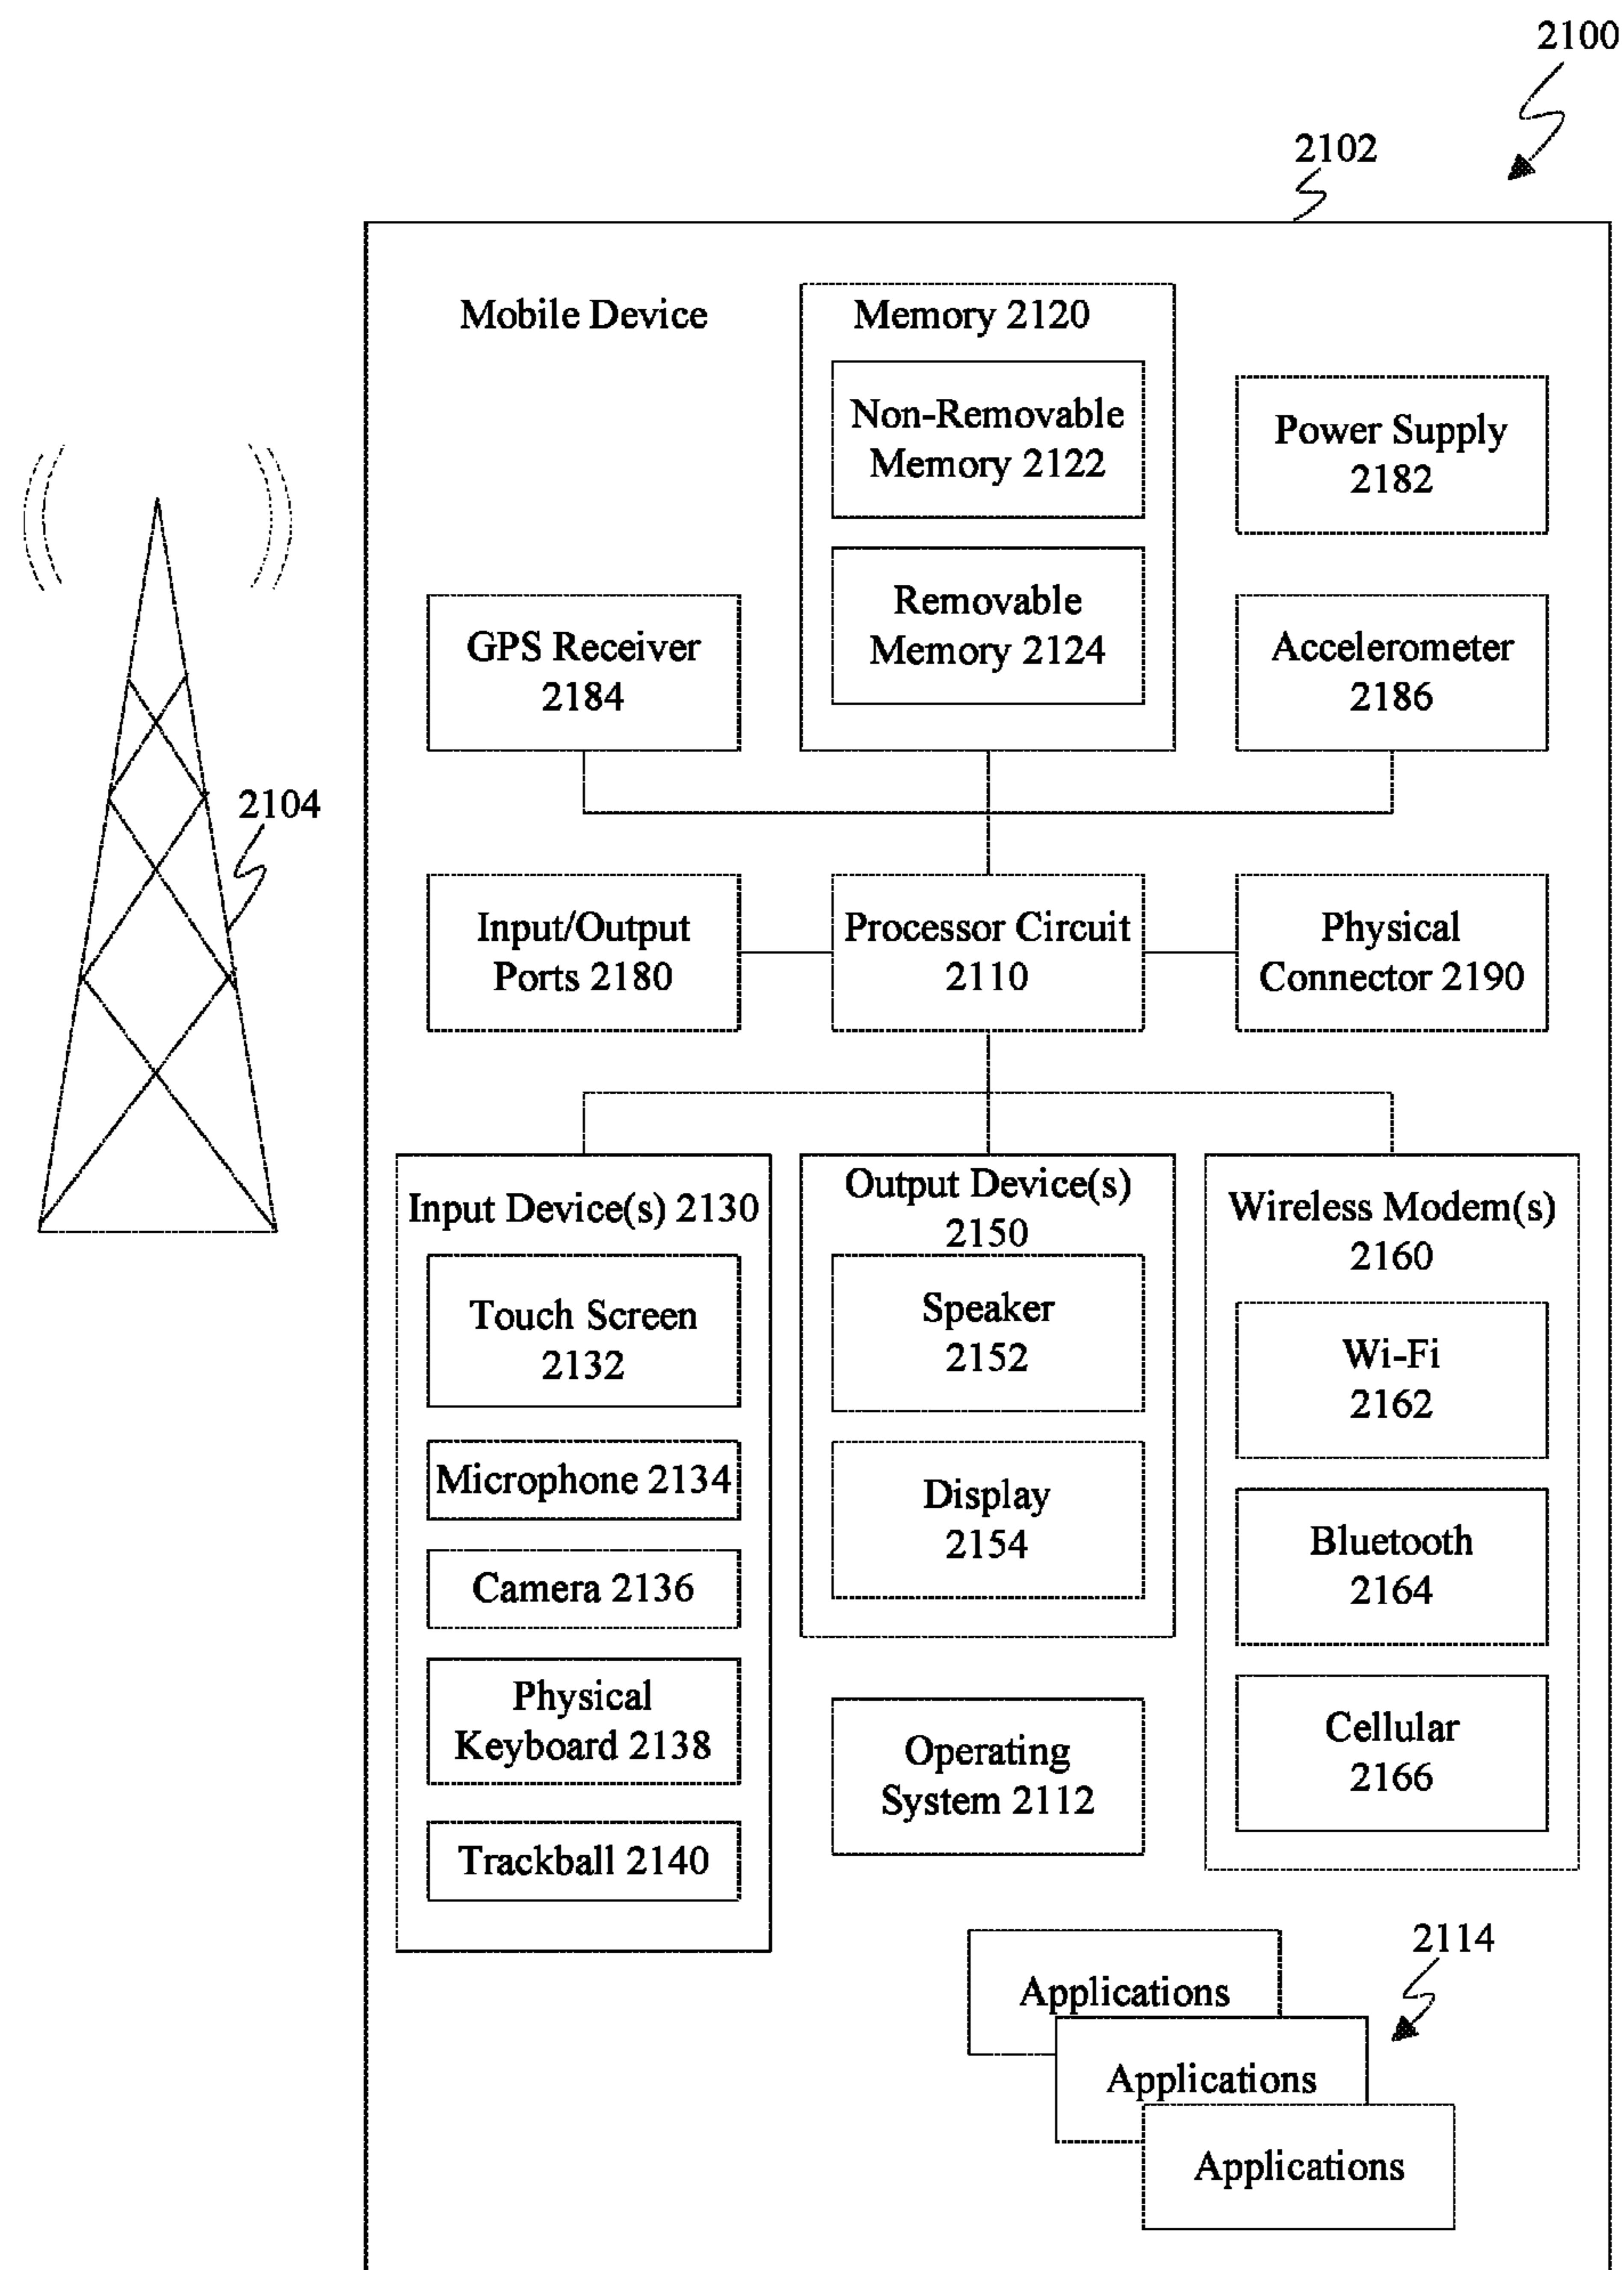 2100
2102
Mobile Device
Memory 2120
Non-Removable
Memory 2122
Power Supply
2182
Removable
Memory 2124
GPS Receiver
2184
Accelerometer
2186
2104
Input/Output
Ports 2180
Processor Circuit
2110
Physical
Connector 2190
Input Device(s) 2130
Touch Screen
2132
Microphone 2134
Camera 2136
Physical
Keyboard 2138
Trackball 2140
Output Device(s)
2150
Speaker
2152
Display
2154
Wireless Modem(s)
2160
Wi-Fi
2162
Bluetooth
2164
Cellular
2166
Operating
System 2112
2114
Applications
Applications
Applications